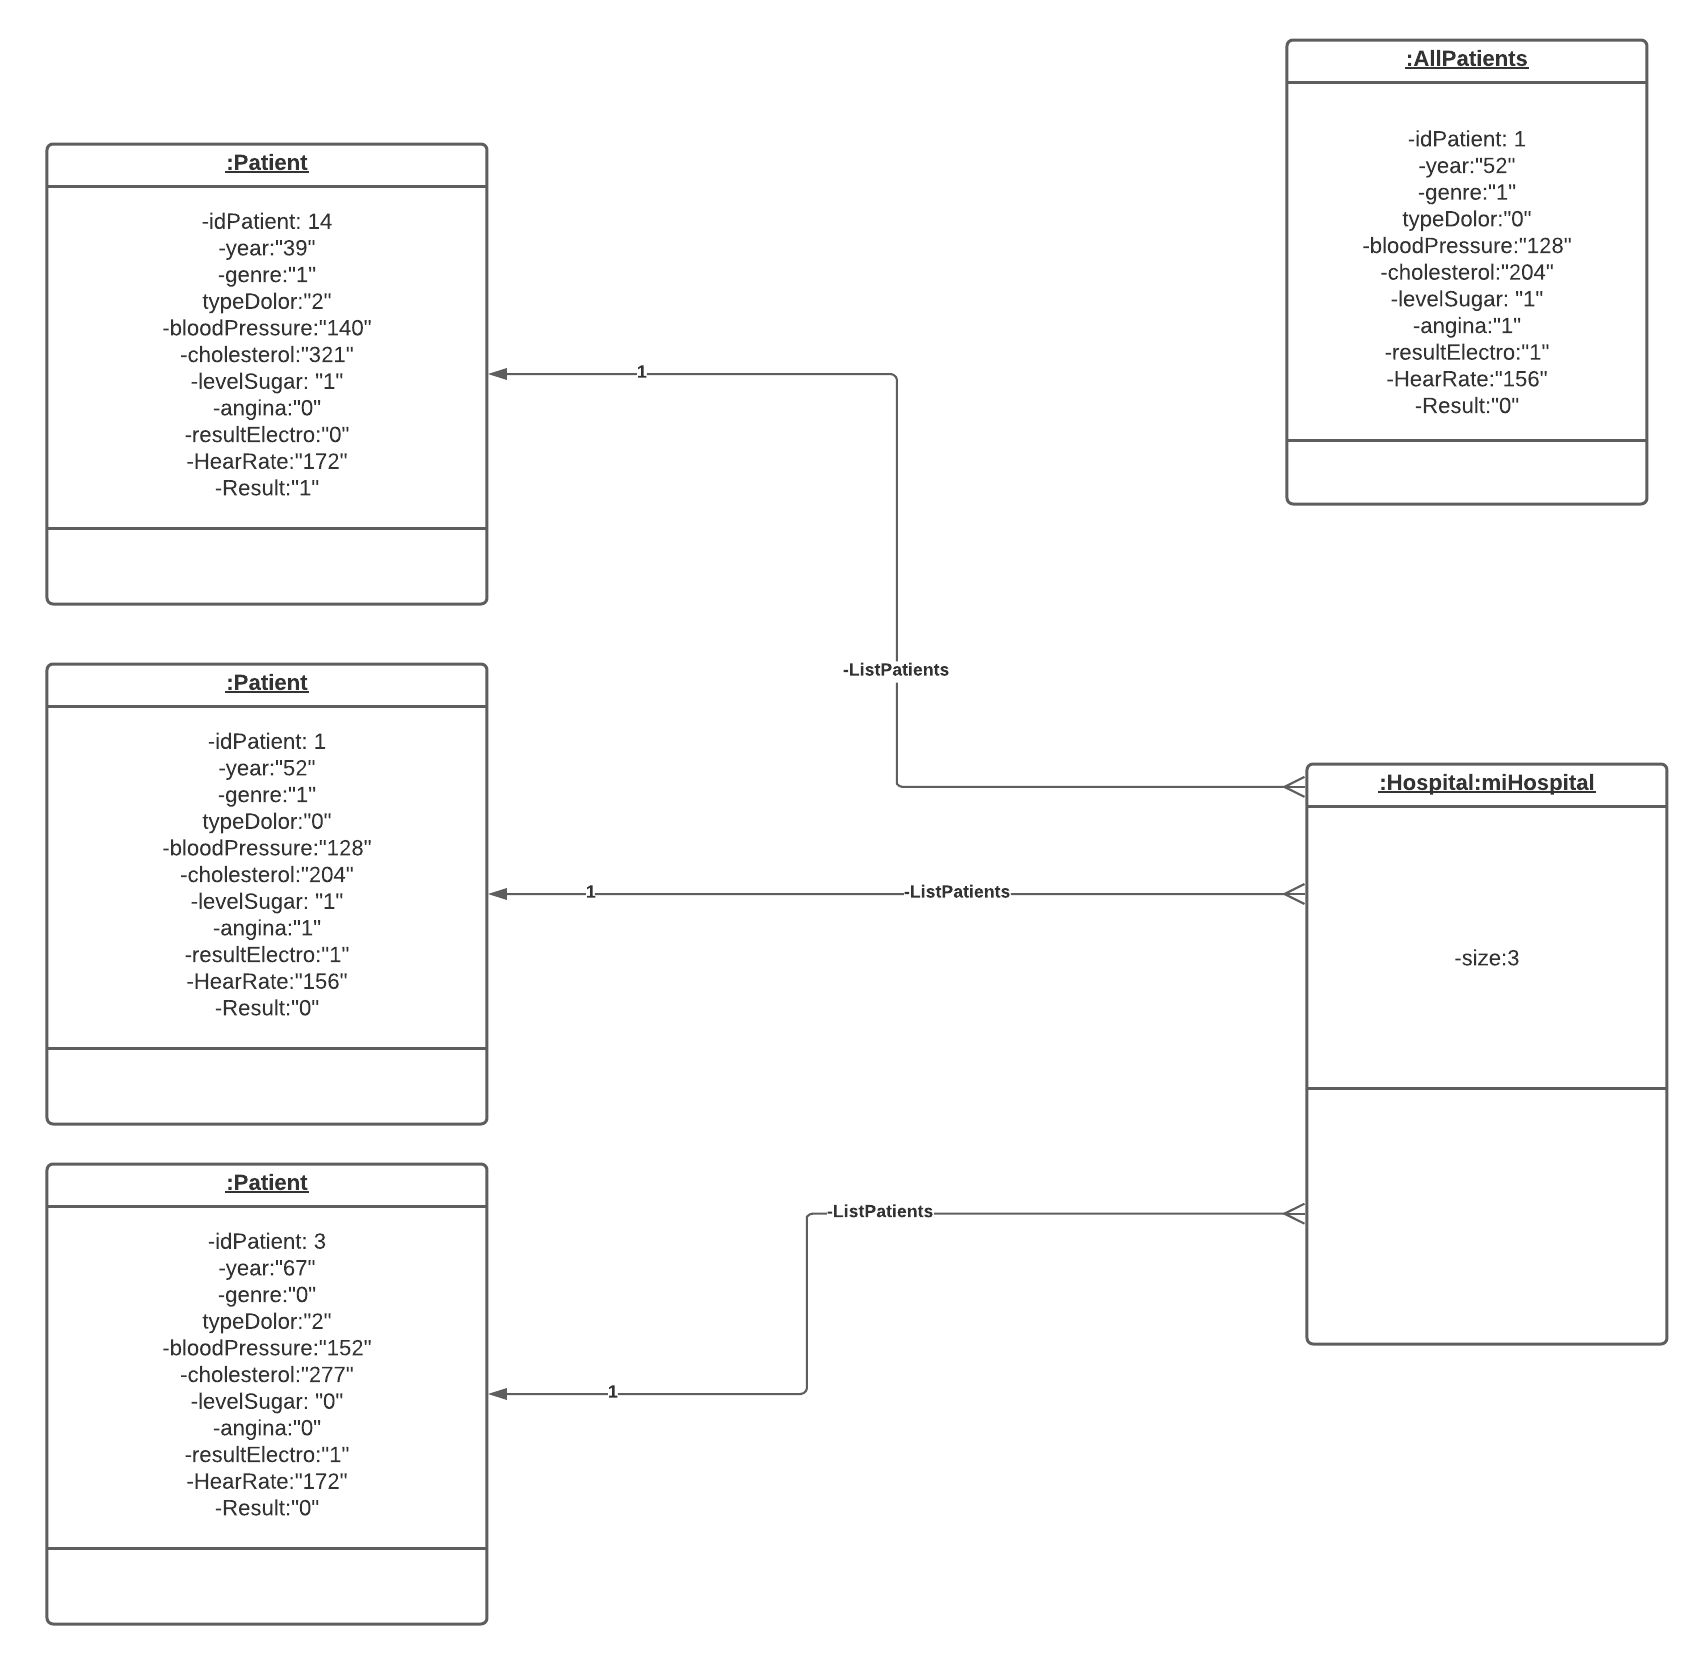 :AllPatients
-idPatient: 1
-year:"52"
-genre:"1"
typeDolor:"0"
-bloodPressure:"128"
-cholesterol:"204"
-levelSugar: "1"
-angina:"1"
-resultElectro:"1"
-HearRate:"156"
-Result:"0"
:Patient
-idPatient: 14
-year:"39"
-genre:"1"
typeDolor:"2"
-bloodPressure:"140"
-cholesterol:"321"
-levelSugar: "1"
-angina:"0"
-resultElectro:"0"
-HearRate:"172"
-Result:"1"
1
-ListPatients
:Patient
-idPatient: 1
-year:"52"
-genre:"1"
typeDolor:"0"
-bloodPressure:"128"
-cholesterol:"204"
-levelSugar: "1"
-angina:"1"
-resultElectro:"1"
-HearRate:"156"
-Result:"0"
1
-ListPatients
:Hospital:miHospital
-size:3
:Patient
-idPatient: 3
-year:"67"
-genre:"0"
typeDolor:"2"
-bloodPressure:"152"
-cholesterol:"277"
-levelSugar: "0"
-angina:"0"
-resultElectro:"1"
-HearRate:"172"
-Result:"0"
1
-ListPatients